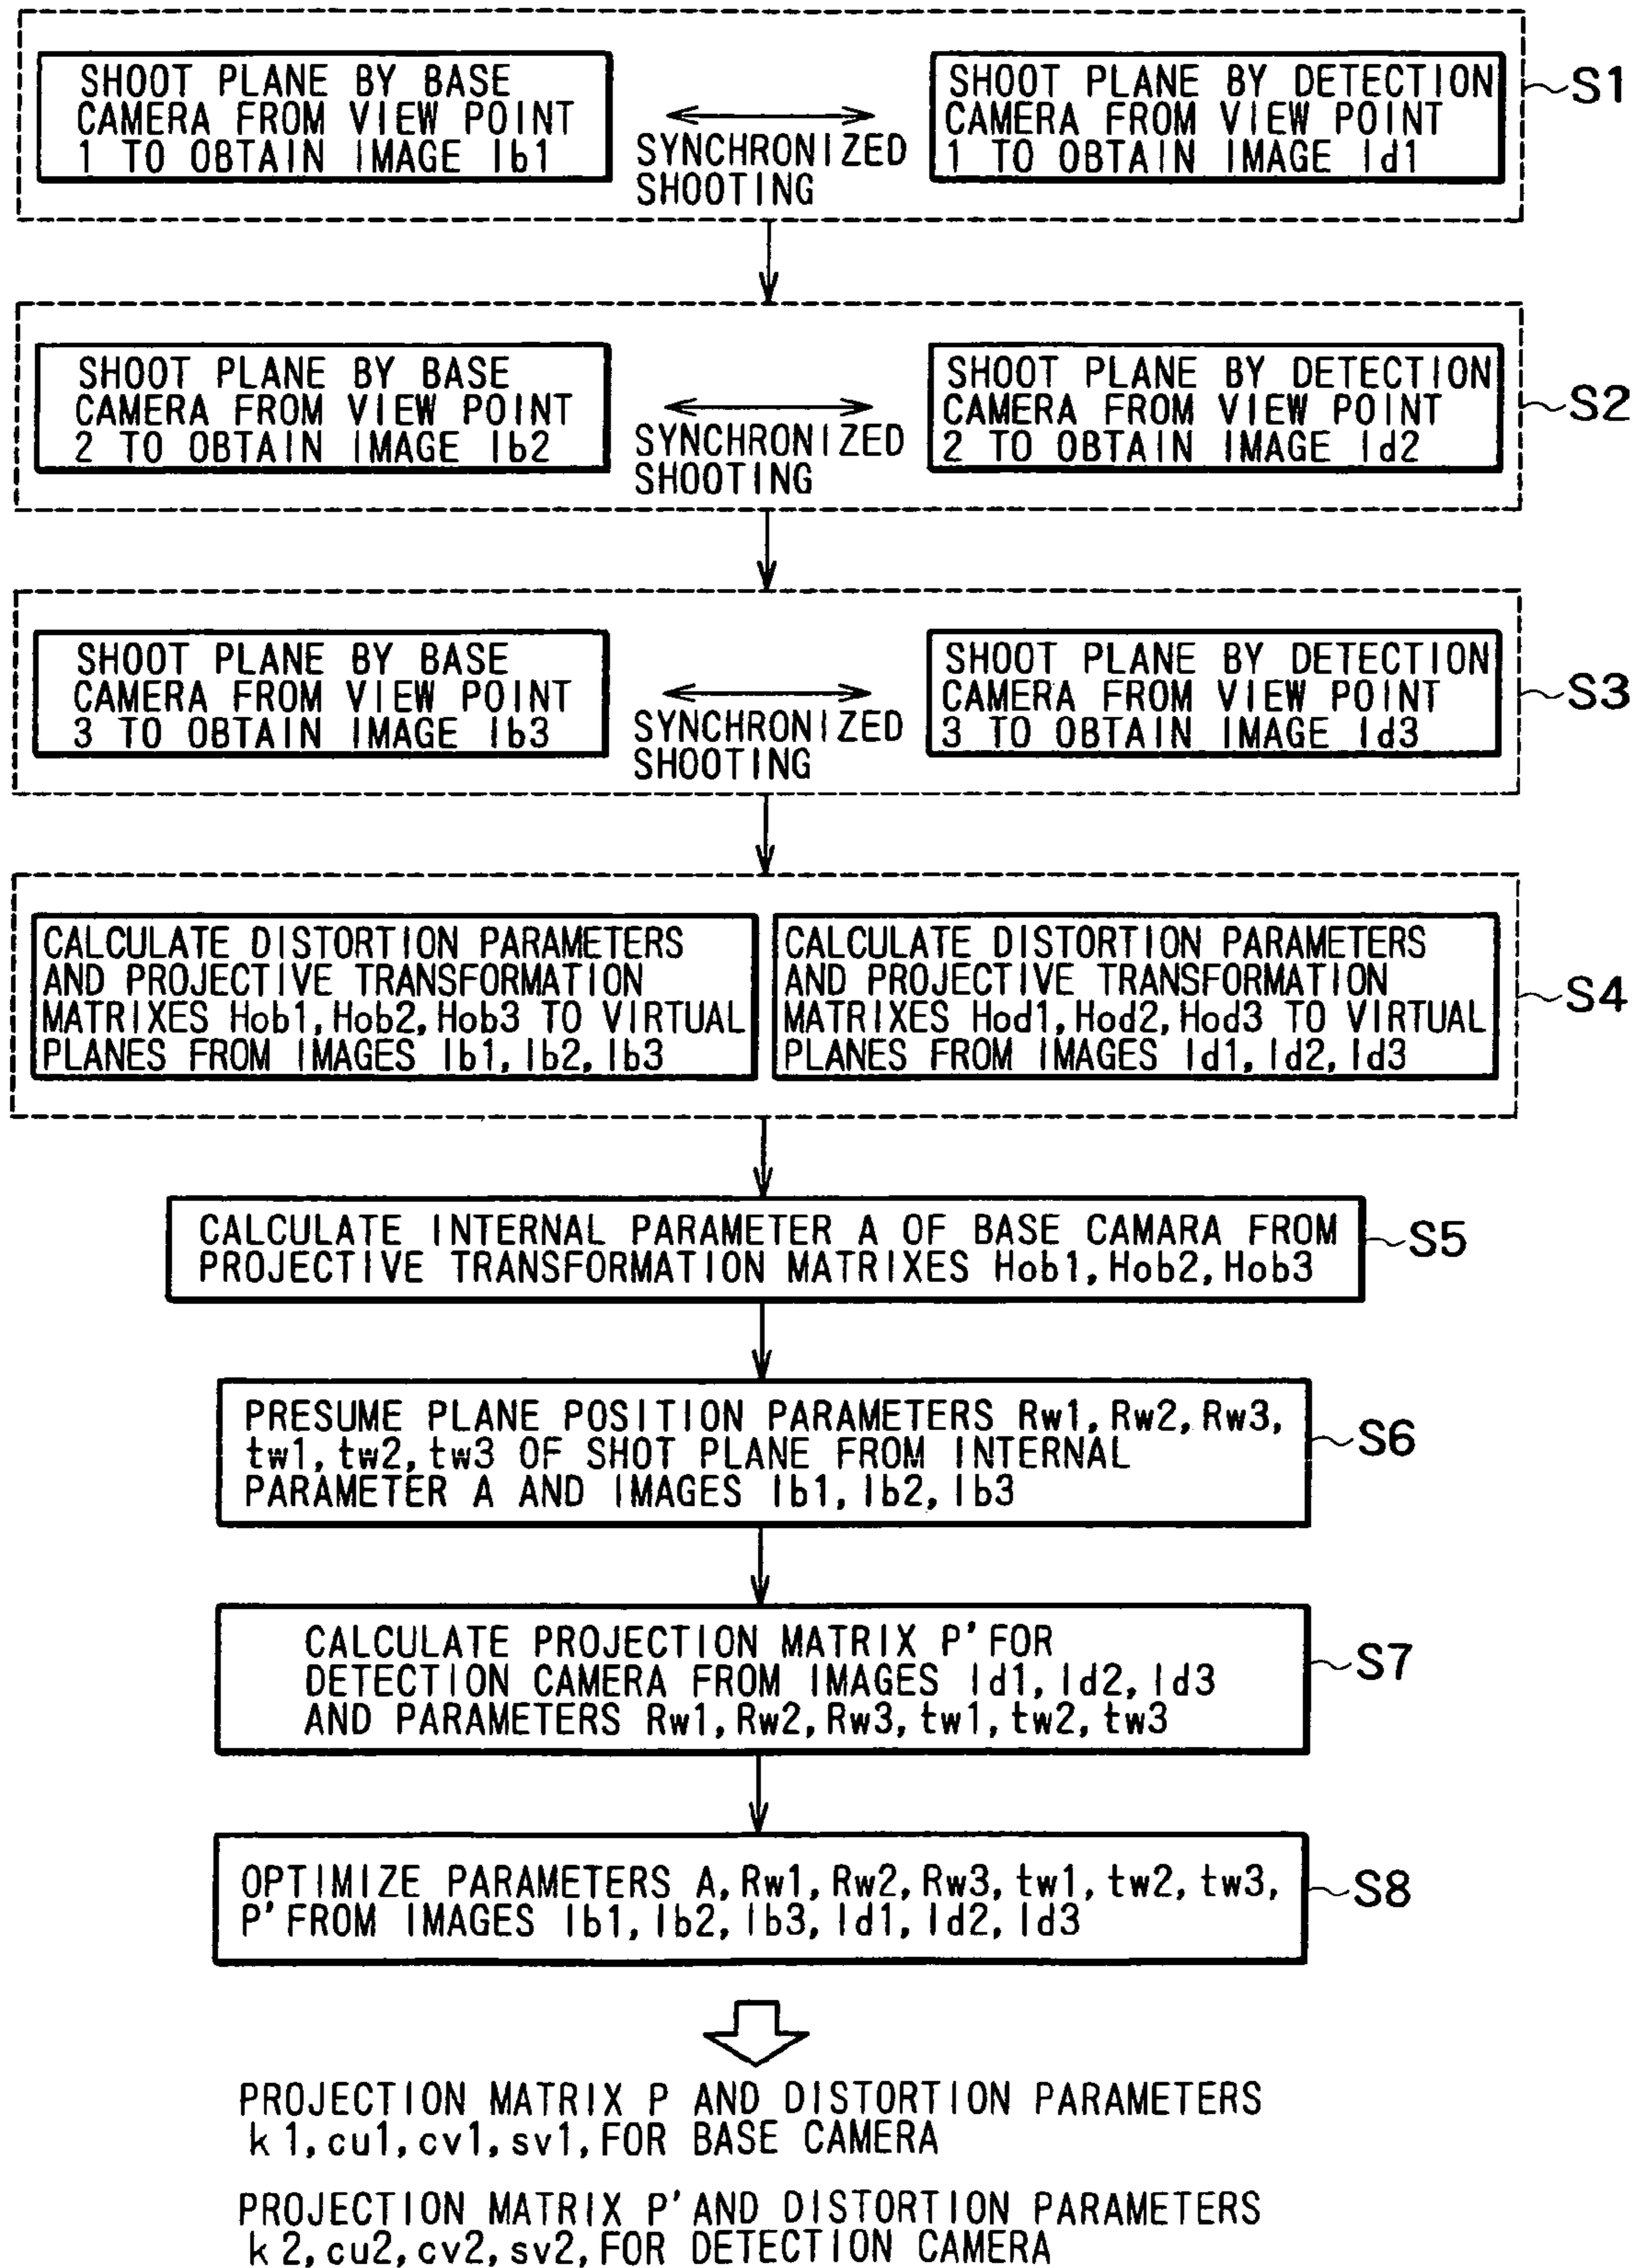 SHOOT PLANE BY BASE
CAMERA FROM VIEW POINT
1 TO OBTAIN IMAGE Ib1
SYNCHRONIZED
SHOOTING
SHOOT PLANE BY DETECTION
CAMERA FROM VIEW POINT
1 TO OBTAIN IMAGE Id1
S1
SHOOT PLANE BY BASE
CAMERA FROM VIEW POINT
2 TO OBTAIN IMAGE Ib2
SYNCHRONIZED
SHOOTING
SHOOT PLANE BY DETECTION
CAMERA FROM VIEW POINT
2 TO OBTAIN IMAGE Id2
S2
SHOOT PLANE BY BASE
CAMERA FROM VIEW POINT
3 TO OBTAIN IMAGE Ib3
SYNCHRONIZED
SHOOTING
SHOOT PLANE BY DETECTION
CAMERA FROM VIEW POINT
3 TO OBTAIN IMAGE Id3
S3
CALCULATE DISTORTION PARAMETERS
AND PROJECTIVE TRANSFORMATION
MATRIXES Hob1, Hob2, Hob3 TO VIRTUAL
PLANES FROM IMAGES Ib1, Ib2, Ib3
CALCULATE DISTORTION PARAMETERS
AND PROJECTIVE TRANSFORMATION
MATRIXES Hod1, Hod2, Hod3 TO VIRTUAL
PLANES FROM IMAGES Id1, Id2, Id3
S4
CALCULATE INTERNAL PARAMETER A OF BASE CAMARA FROM
PROJECTIVE TRANSFORMATION MATRIXES Hob1, Hob2, Hob3
S5
PRESUME PLANE POSITION PARAMETERS Rw1, Rw2, Rw3,
tw1, tw2, tw3 OF SHOT PLANE FROM INTERNAL
PARAMETER A AND IMAGES Ib1, Ib2, Ib3
S6
CALCULATE PROJECTION MATRIX P' FOR
DETECTION CAMERA FROM IMAGES Id1, Id2, Id3
AND PARAMETERS Rw1, Rw2, Rw3, tw1, tw2, tw3
S7
OPTIMIZE PARAMETERS A, Rw1, Rw2, Rw3, tw1, tw2, tw3,
P' FROM IMAGES Ib1, Ib2, Ib3, Id1, Id2, Id3
S8
PROJECTION MATRIX P AND DISTORTION PARAMETERS
k1, cu1, cv1, sv1, FOR BASE CAMERA
PROJECTION MATRIX P' AND DISTORTION PARAMETERS
k2, cu2, cv2, sv2, FOR DETECTION CAMERA